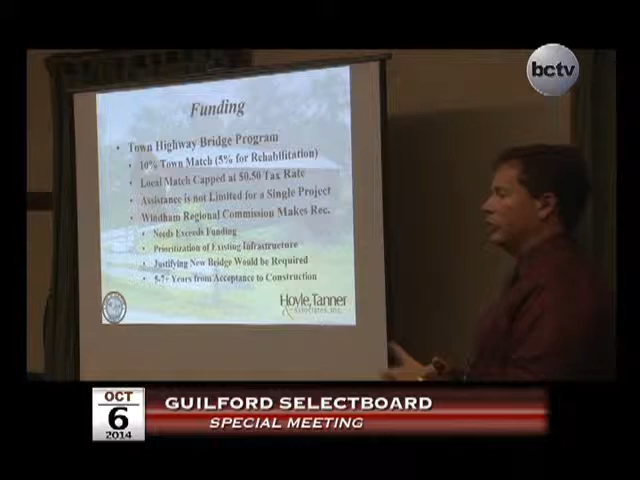 bctv
Funding
• Town Highway Bridge Program
• 10% Town Match (5% for Rehabilitation)
• Local Match Capped at $0.50 Tax Rate
• Assistance is not Limited for a Single Project
• Windham Regional Commission Makes Rec.
• Needs Exceeds Funding
• Prioritization of Existing Infrastructure
• Justifying New Bridge Would be Required
• 5-7+ Years from Acceptance to Construction
Hoyle, Tanner
& Associates, Inc.
OCT
6
2014
GUILFORD SELECTBOARD
SPECIAL MEETING